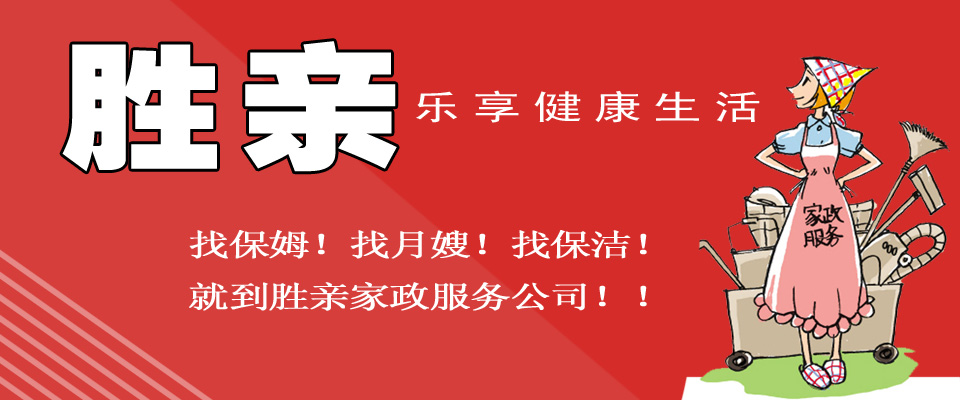 胜亲
乐享健康生活
找保姆！找月嫂！找保洁！
就到胜亲家政服务公司！！
家政
服务